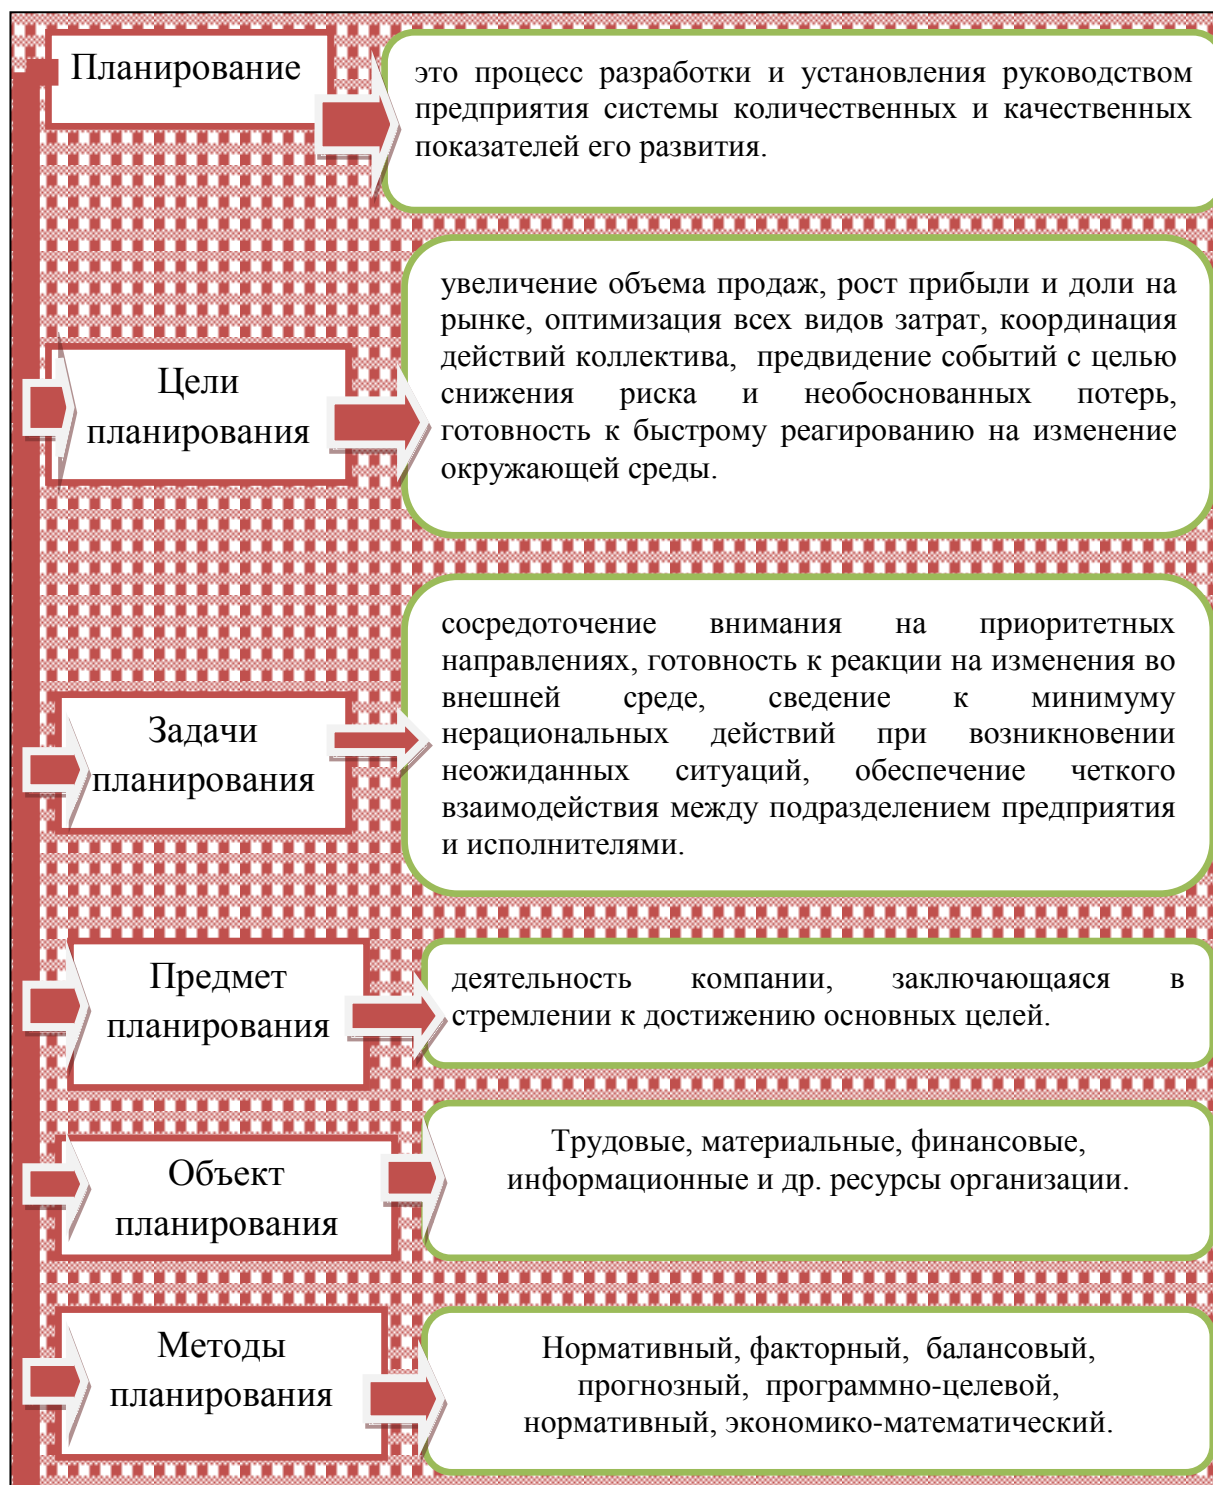 Планирование
это процесс разработки и установления руководством
предприятия системы количественных и качественных
показателей его развития.
Цели
планирования
увеличение объема продаж, рост прибыли и доли на
рынке, оптимизация всех видов затрат, координация
действий коллектива, предвидение событий с целью
снижения риска и необоснованных потерь,
готовность к быстрому реагированию на изменение
окружающей среды.
Задачи
планирования
сосредоточение внимания на приоритетных
направлениях, готовность к реакции на изменения во
внешней среде, сведение к минимуму
нерациональных действий при возникновении
неожиданных ситуаций, обеспечение четкого
взаимодействия между подразделением предприятия
и исполнителями.
Предмет
планирования
деятельность компании, заключающаяся в
стремлении к достижению основных целей.
Объект
планирования
Трудовые, материальные, финансовые,
информационные и др. ресурсы организации.
Методы
планирования
Нормативный, факторный, балансовый,
прогнозный, программно-целевой,
нормативный, экономико-математический.